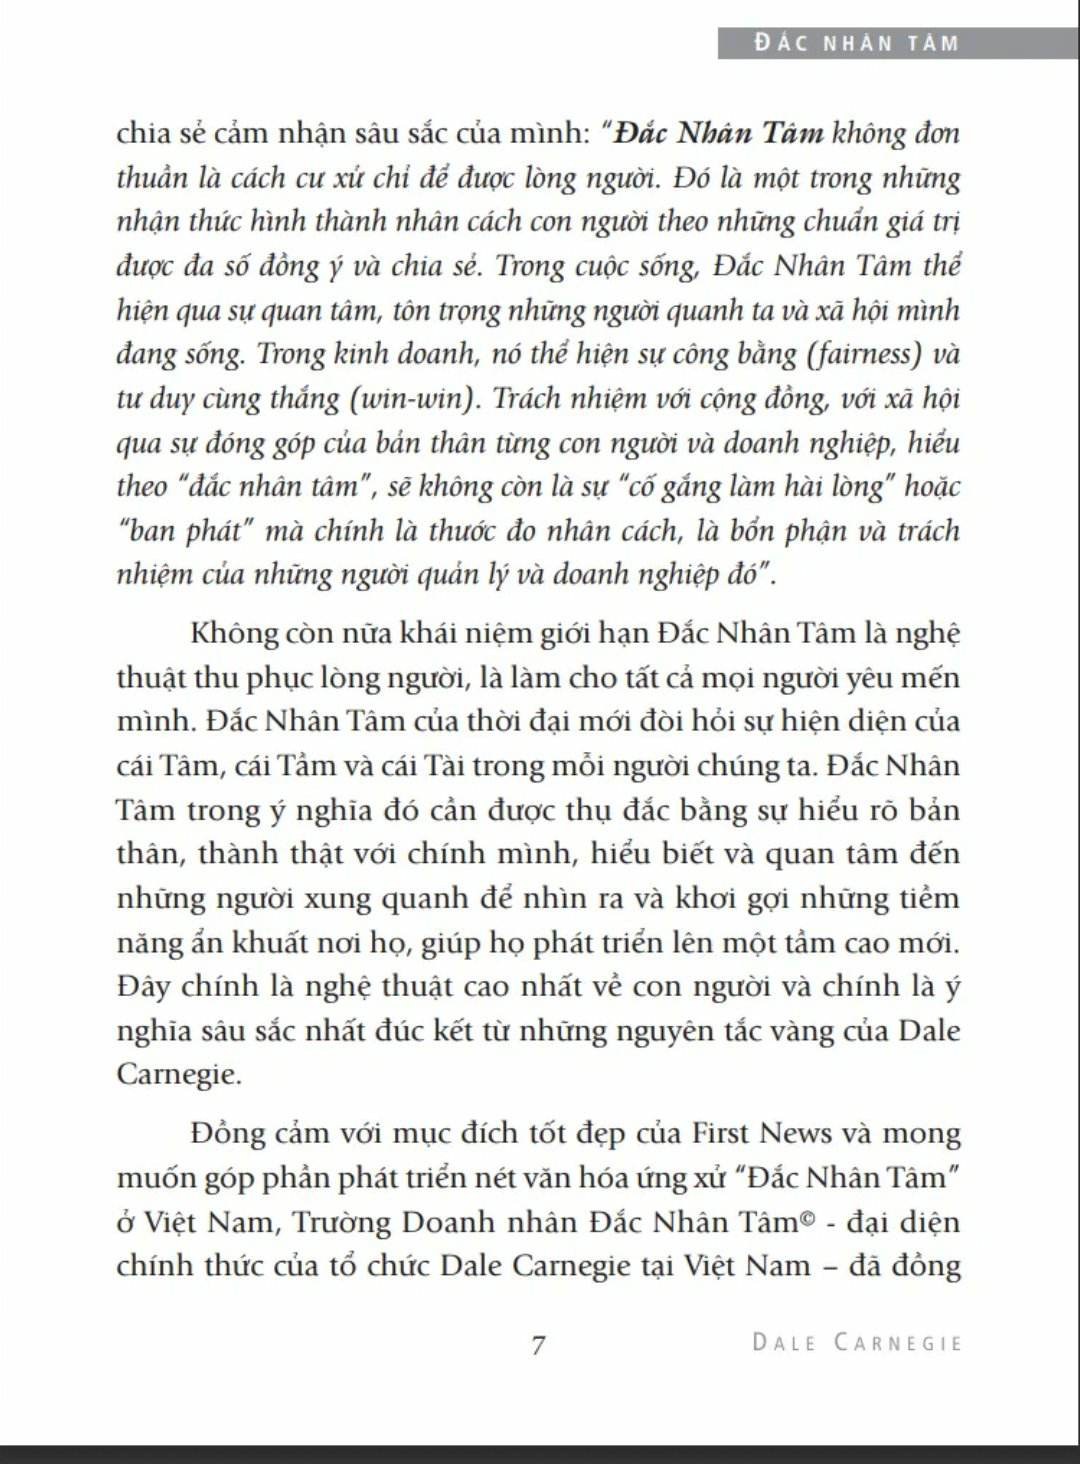 ĐẮC NHÂN TÂM
chia sẻ cảm nhận sâu sắc của mình: “Đắc Nhân Tâm không đơn
thuần là cách cư xử chỉ để được lòng người. Đó là một trong những
nhận thức hình thành nhân cách con người theo những chuẩn giá trị
được đa số đồng ý và chia sẻ. Trong cuộc sống, Đắc Nhân Tâm thể
hiện qua sự quan tâm, tôn trọng những người quanh ta và xã hội mình
đang sống. Trong kinh doanh, nó thể hiện sự công bằng (fairness) và
tư duy cùng thắng (win-win). Trách nhiệm với cộng đồng, với xã hội
qua sự đóng góp của bản thân từng con người và doanh nghiệp, hiểu
theo “đắc nhân tâm”, sẽ không còn là sự “cố gắng làm hài lòng” hoặc
“ban phát” mà chính là thước đo nhân cách, là bổn phận và trách
nhiệm của những người quản lý và doanh nghiệp đó”.
Không còn nữa khái niệm giới hạn Đắc Nhân Tâm là nghệ
thuật thu phục lòng người, là làm cho tất cả mọi người yêu mến
mình. Đắc Nhân Tâm của thời đại mới đòi hỏi sự hiện diện của
cái Tâm, cái Tầm và cái Tài trong mỗi người chúng ta. Đắc Nhân
Tâm trong ý nghĩa đó cần được thụ đắc bằng sự hiểu rõ bản
thân, thành thật với chính mình, hiểu biết và quan tâm đến
những người xung quanh để nhìn ra và khơi gợi những tiềm
năng ẩn khuất nơi họ, giúp họ phát triển lên một tầm cao mới.
Đây chính là nghệ thuật cao nhất về con người và chính là ý
nghĩa sâu sắc nhất đúc kết từ những nguyên tắc vàng của Dale
Carnegie.
Đồng cảm với mục đích tốt đẹp của First News và mong
muốn góp phần phát triển nét văn hóa ứng xử “Đắc Nhân Tâm”
ở Việt Nam, Trường Doanh nhân Đắc Nhân Tâm© - đại diện
chính thức của tổ chức Dale Carnegie tại Việt Nam – đã đồng
7
DALE CARNEGIE